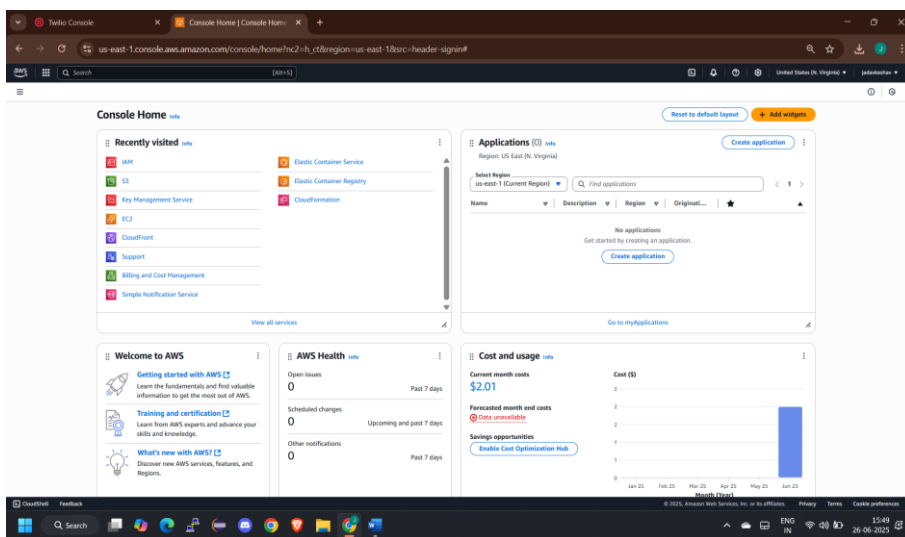 Twilio Console
Console Home | Console Home
us-east-1.console.aws.amazon.com/console/home?nc2=h_ct&region=us-east-1&src=header-signin#
aws
Search [Alt+S]
United States (N. Virginia)
jadavkeshav
Console Home Info
Reset to default layout
+ Add widgets
Recently visited Info
IAM
S3
Key Management Service
EC2
CloudFront
Support
Billing and Cost Management
Simple Notification Service
Elastic Container Service
Elastic Container Registry
CloudFormation
View all services
Applications (0) Info
Create application
Region: US East (N. Virginia)
Select Region
us-east-1 (Current Region)
Find applications
1
Name Description Region Originati...
No applications
Get started by creating an application.
Create application
Go to myApplications
Welcome to AWS
Getting started with AWS
Learn the fundamentals and find valuable
information to get the most out of AWS.
Training and certification
Learn from AWS experts and advance your
skills and knowledge.
What's new with AWS?
Discover new AWS services, features, and
Regions.
AWS Health Info
Open issues
0 Past 7 days
Scheduled changes
0 Upcoming and past 7 days
Other notifications
0 Past 7 days
Cost and usage Info
Current month costs
$2.01
Forecasted month end costs
Data unavailable
Savings opportunities
Enable Cost Optimization Hub
Cost ($)
3
2
2
1
1
0
Jan 25 Feb 25 Mar 25 Apr 25 May 25 Jun 25
Month (Year)
CloudShell Feedback
© 2025, Amazon Web Services, Inc. or its affiliates. Privacy Terms Cookie preferences
Search
ENG
IN
15:49
26-06-2025